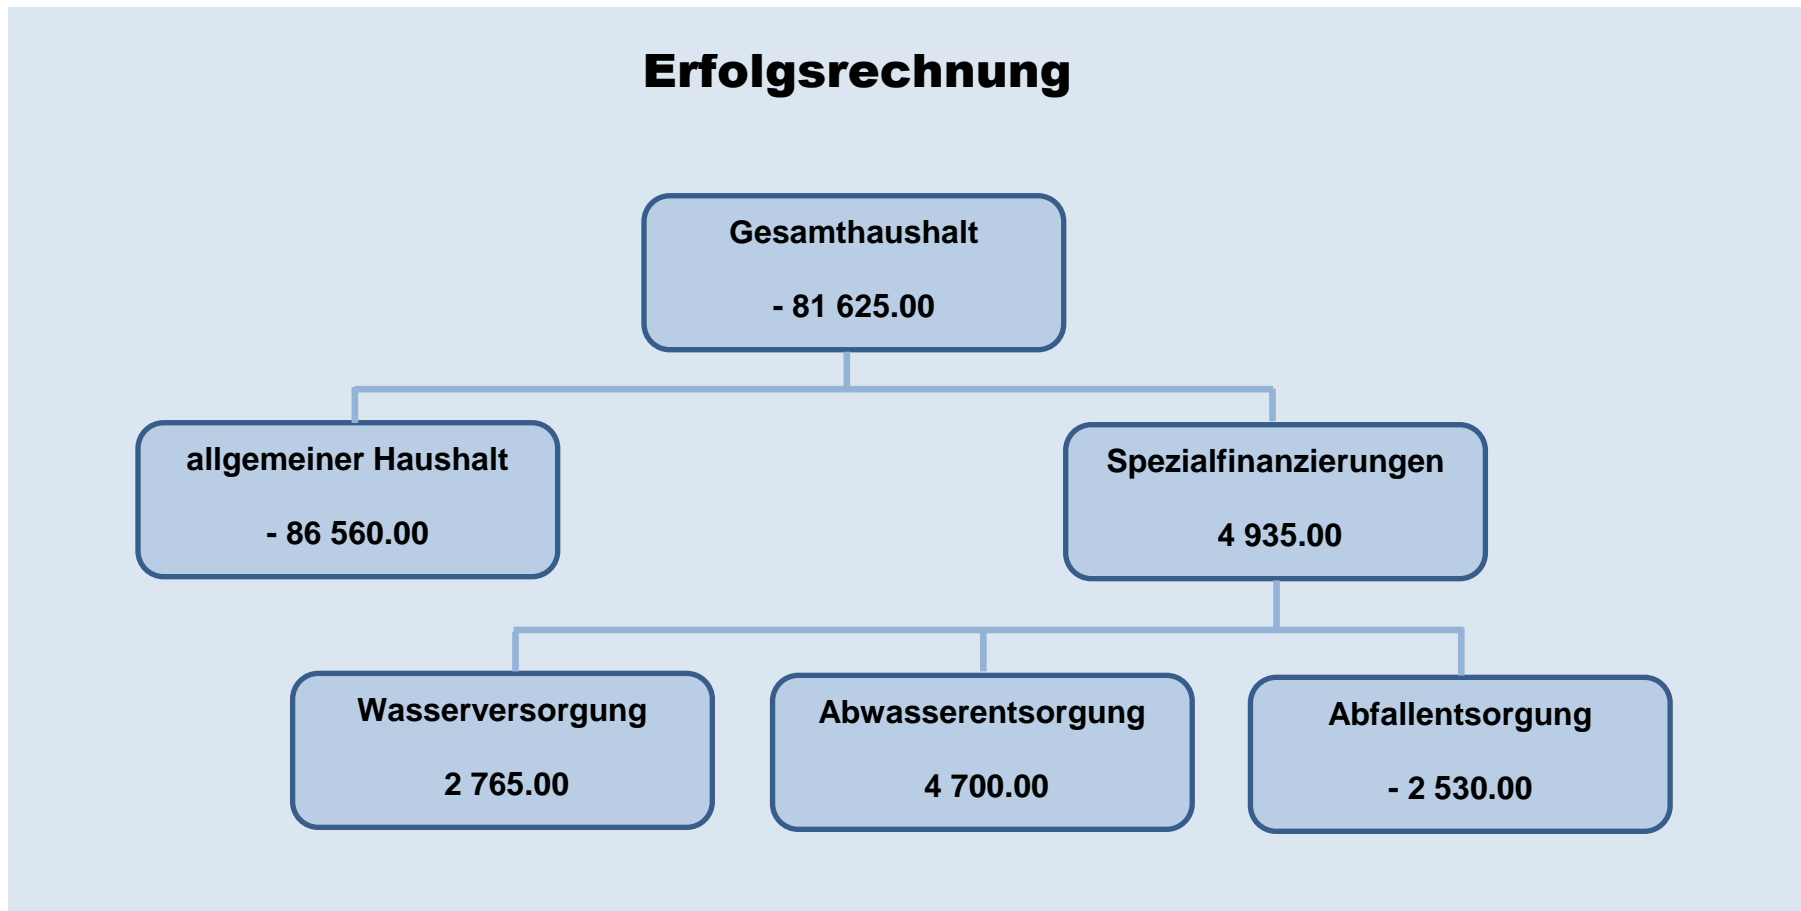 Erfolgsrechnung
Gesamthaushalt
- 81 625.00
allgemeiner Haushalt
- 86 560.00
Spezialfinanzierungen
4 935.00
Wasserversorgung
2 765.00
Abwasserentsorgung
4 700.00
Abfallentsorgung
- 2 530.00